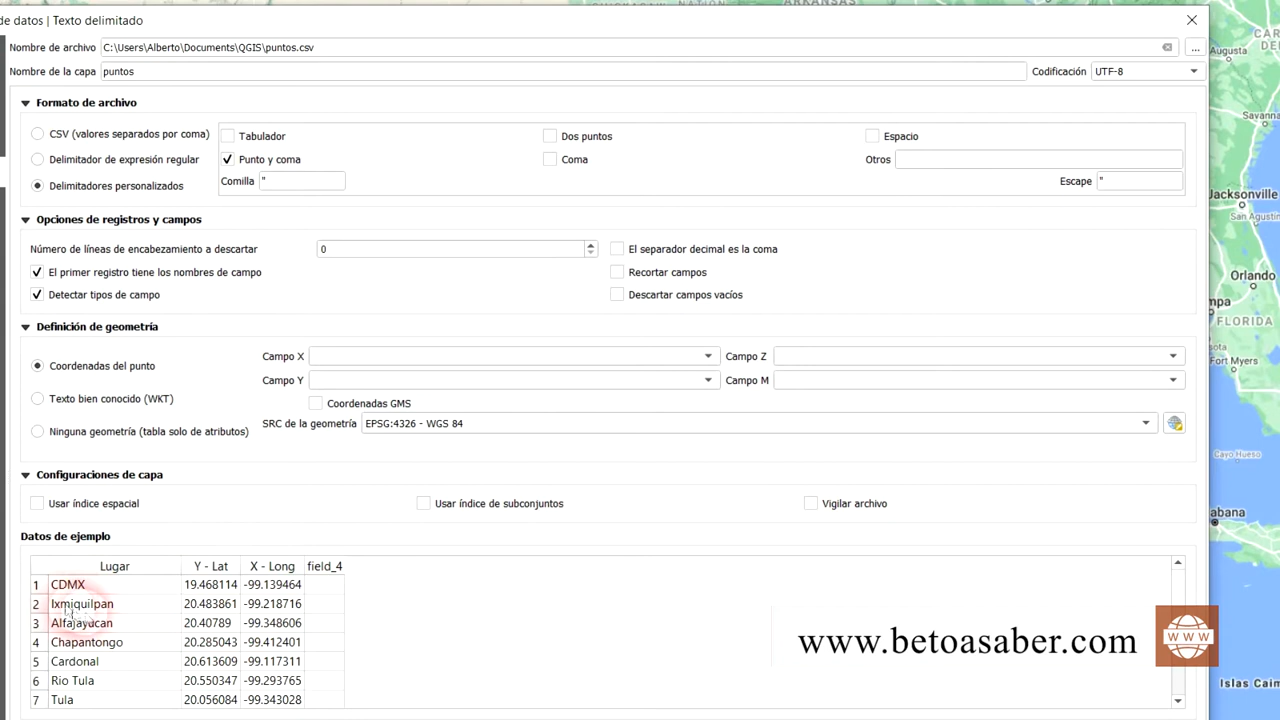 de datos | Texto delimitado
Nombre de archivo C:\Users\Alberto\Documents\QGIS\puntos.csv ...
Nombre de la capa puntos Codificación UTF-8
Formato de archivo
CSV (valores separados por coma) Tabulador Dos puntos Espacio
Delimitador de expresión regular Punto y coma Coma Otros
Delimitadores personalizados Comilla " Escape "
Opciones de registros y campos
Número de líneas de encabezamiento a descartar 0 El separador decimal es la coma
El primer registro tiene los nombres de campo Recortar campos
Detectar tipos de campo Descartar campos vacíos
Definición de geometría
Coordenadas del punto Campo X Campo Z
Campo Y Campo M
Texto bien conocido (WKT) Coordenadas GMS
Ninguna geometría (tabla solo de atributos) SRC de la geometría EPSG:4326 - WGS 84
Configuraciones de capa
Usar índice espacial Usar índice de subconjuntos Vigilar archivo
Datos de ejemplo
Lugar Y - Lat X - Long field_4
1 CDMX 19.468114 -99.139464
2 Ixmiquilpan 20.483861 -99.218716
3 Alfajayucan 20.40789 -99.348606
4 Chapantongo 20.285043 -99.412401
5 Cardonal 20.613609 -99.117311
6 Rio Tula 20.550347 -99.293765
7 Tula 20.056084 -99.343028
www.betoasaber.com
WWW
ARKANSAS
Augusta
Savanna
Jacksonville
San Agustin
Orlando
mpa
FLORIDA
Fort Myers
Cayo Hueso
abana
Islas Caim